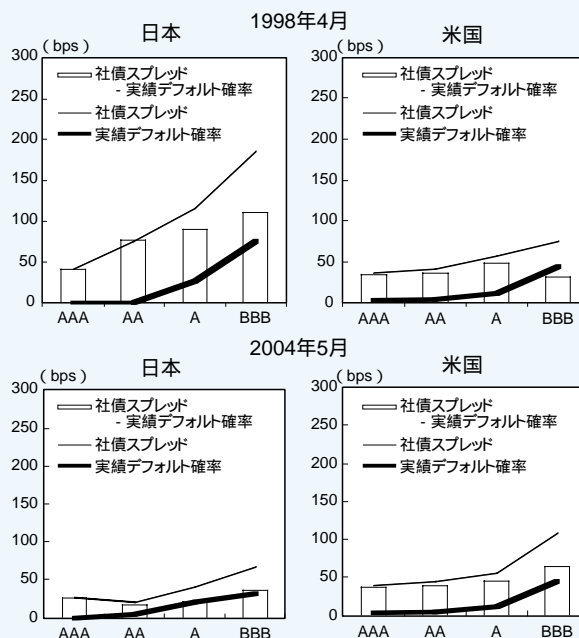 1998年4月
日本
（bps）
社債スプレッド
- 実績デフォルト確率
社債スプレッド
実績デフォルト確率
300
250
200
150
100
50
0
AAA AA A BBB
米国
（bps）
社債スプレッド
- 実績デフォルト確率
社債スプレッド
実績デフォルト確率
300
250
200
150
100
50
0
AAA AA A BBB
2004年5月
日本
（bps）
社債スプレッド
- 実績デフォルト確率
社債スプレッド
実績デフォルト確率
300
250
200
150
100
50
0
AAA AA A BBB
米国
（bps）
社債スプレッド
- 実績デフォルト確率
社債スプレッド
実績デフォルト確率
300
250
200
150
100
50
0
AAA AA A BBB